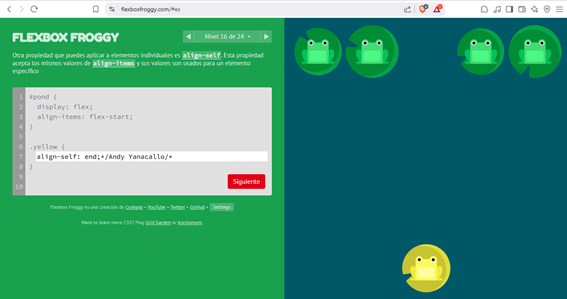 flexboxfroggy.com/#es
FLEXBOX FROGGY
Nivel 16 de 24
Otra propiedad que puedes aplicar a elementos individuales es align-self. Esta propiedad
acepta los mismos valores de align-items y sus valores son usados para un elemento
específico
1 #pond {
2 display: flex;
3 align-items: flex-start;
4 }
5
6 .yellow {
7 align-self: end;*/Andy Yanacallo/*
8 }
9
10
Siguiente
Flexbox Froggy es una creación de Codepip • YouTube • Twitter • GitHub • Settings
Want to learn more CSS? Play Grid Garden or Anchoreum.